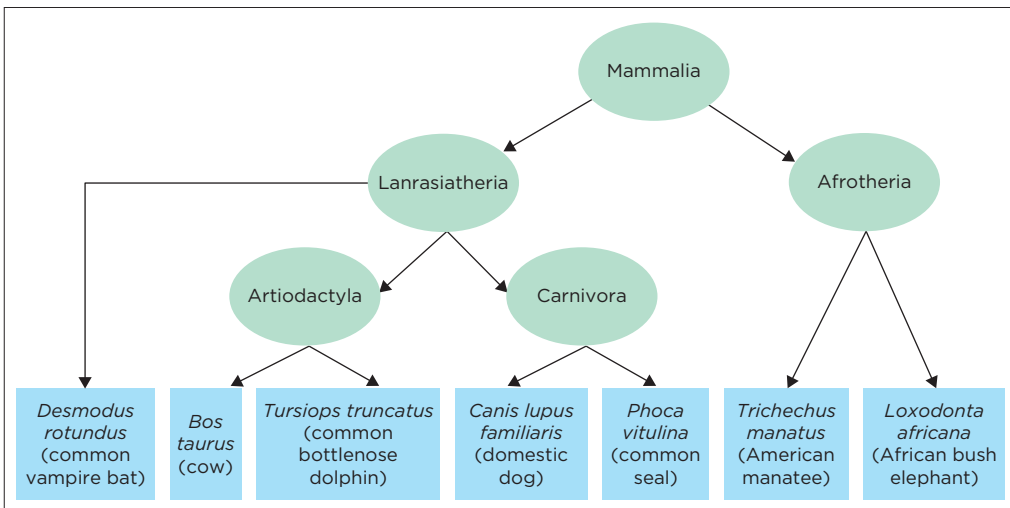 Mammalia
Lanrasiatheria
Afrotheria
Artiodactyla
Carnivora
Desmodus
rotundus
(common
vampire bat)
Bos
taurus
(cow)
Tursiops truncatus
(common
bottlenose
dolphin)
Canis lupus
familiaris
(domestic
dog)
Phoca
vitulina
(common
seal)
Trichechus
manatus
(American
manatee)
Loxodonta
africana
(African bush
elephant)